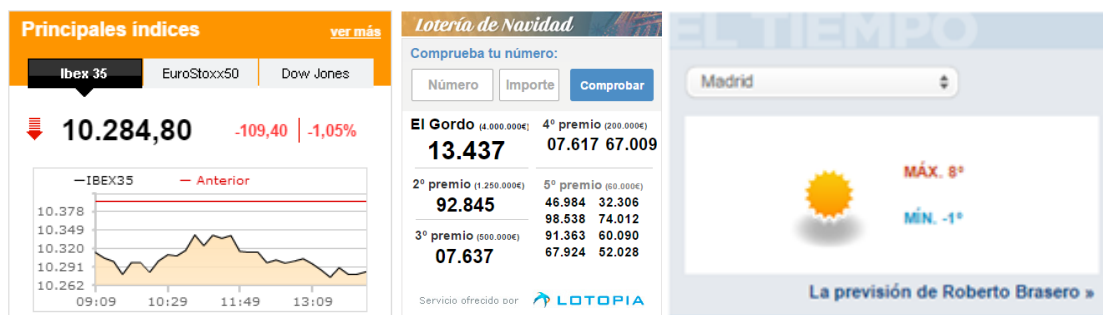 Principales índices
ver más
Ibex 35
EuroStoxx50
Dow Jones
10.284,80
-109,40
-1,05%
IBEX35
Anterior
10.378
10.349
10.320
10.291
10.262
09:09
10:29
11:49
13:09
Lotería de Navidad
Comprueba tu número:
Número
Importe
Comprobar
El Gordo (4.000.000€)
13.437
4º premio (200.000€)
07.617 67.009
2º premio (1.250.000€)
92.845
3º premio (500.000€)
07.637
5º premio (60.000€)
46.984 32.306
98.538 74.012
91.363 60.090
67.924 52.028
Servicio ofrecido por
LOTOPIA
EL TIEMPO
Madrid
MÁX. 8º
MÍN. -1º
La previsión de Roberto Brasero »